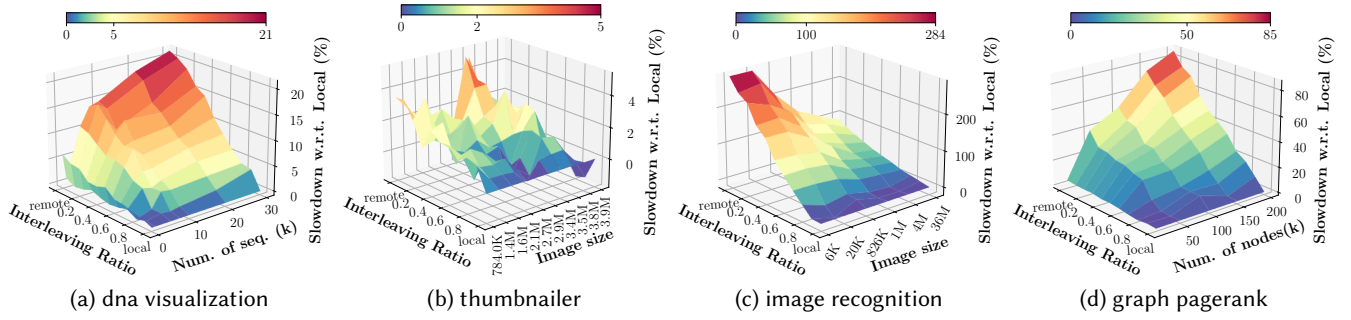 0 5 21
0 2 5
0 100 284
0 50 85
Slowdown w.r.t. Local (%)
20
15
10
5
0
remote
0.2
0.4
0.6
0.8
local
Interleaving Ratio
0
10
20
30
Num. of seq. (k)
Slowdown w.r.t. Local (%)
4
2
0
remote
0.2
0.4
0.6
0.8
local
Interleaving Ratio
784.0K
1.4M
1.6M
2.1M
2.7M
2.9M
3.4M
3.5M
3.8M
3.9M
Image size
Slowdown w.r.t. Local (%)
200
100
0
remote
0.2
0.4
0.6
0.8
local
Interleaving Ratio
6K
20K
826K
1M
4M
36M
Image size
Slowdown w.r.t. Local (%)
80
60
40
20
0
remote
0.2
0.4
0.6
0.8
local
Interleaving Ratio
50
100
150
200
Num. of nodes(k)
(a) dna visualization
(b) thumbnailer
(c) image recognition
(d) graph pagerank